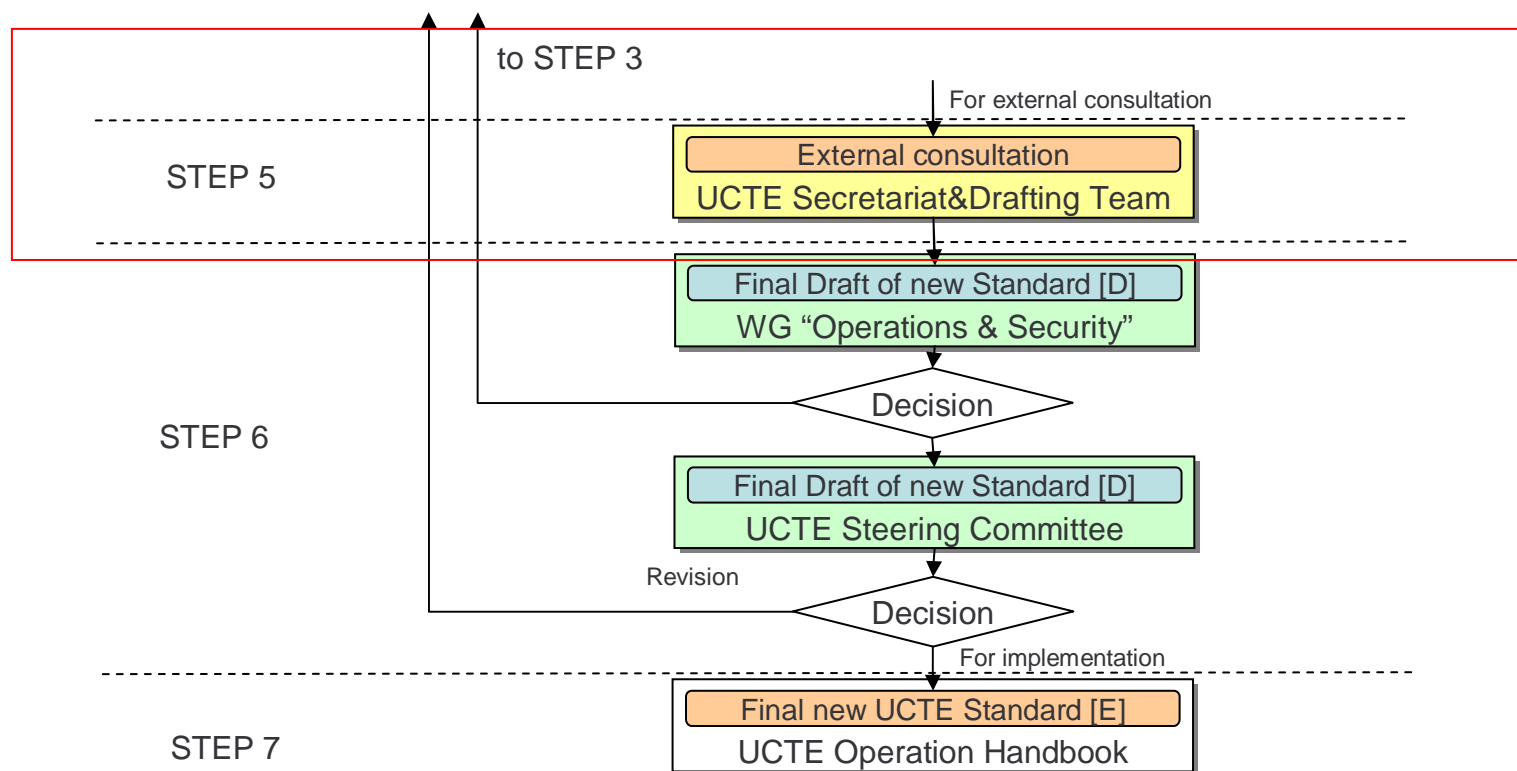 to STEP 3
For external consultation
STEP 5
External consultation
UCTE Secretariat&Drafting Team
Final Draft of new Standard [D]
WG “Operations & Security”
Decision
STEP 6
Final Draft of new Standard [D]
UCTE Steering Committee
Revision
Decision
For implementation
STEP 7
Final new UCTE Standard [E]
UCTE Operation Handbook